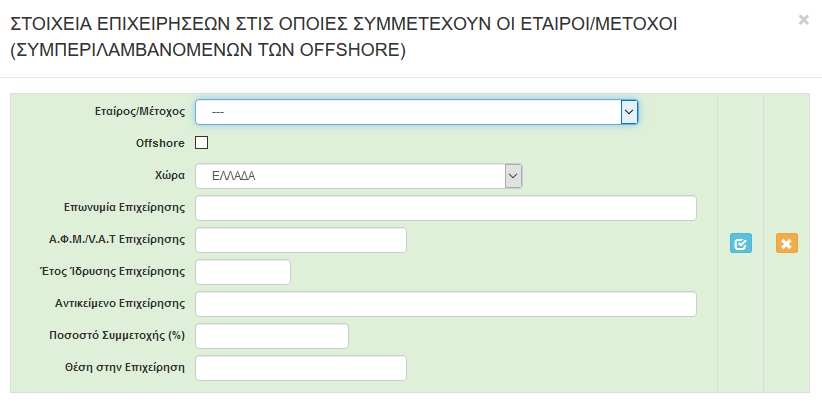 ΣΤΟΙΧΕΙΑ ΕΠΙΧΕΙΡΗΣΕΩΝ ΣΤΙΣ ΟΠΟΙΕΣ ΣΥΜΜΕΤΕΧΟΥΝ ΟΙ ΕΤΑΙΡΟΙ/ΜΕΤΟΧΟΙ
(ΣΥΜΠΕΡΙΛΑΜΒΑΝΟΜΕΝΩΝ ΤΩΝ OFFSHORE)
Εταίρος/Μέτοχος ---
Offshore
Χώρα ΕΛΛΑΔΑ
Επωνυμία Επιχείρησης
Α.Φ.Μ./V.A.T Επιχείρησης
Έτος Ίδρυσης Επιχείρησης
Αντικείμενο Επιχείρησης
Ποσοστό Συμμετοχής (%)
Θέση στην Επιχείρηση